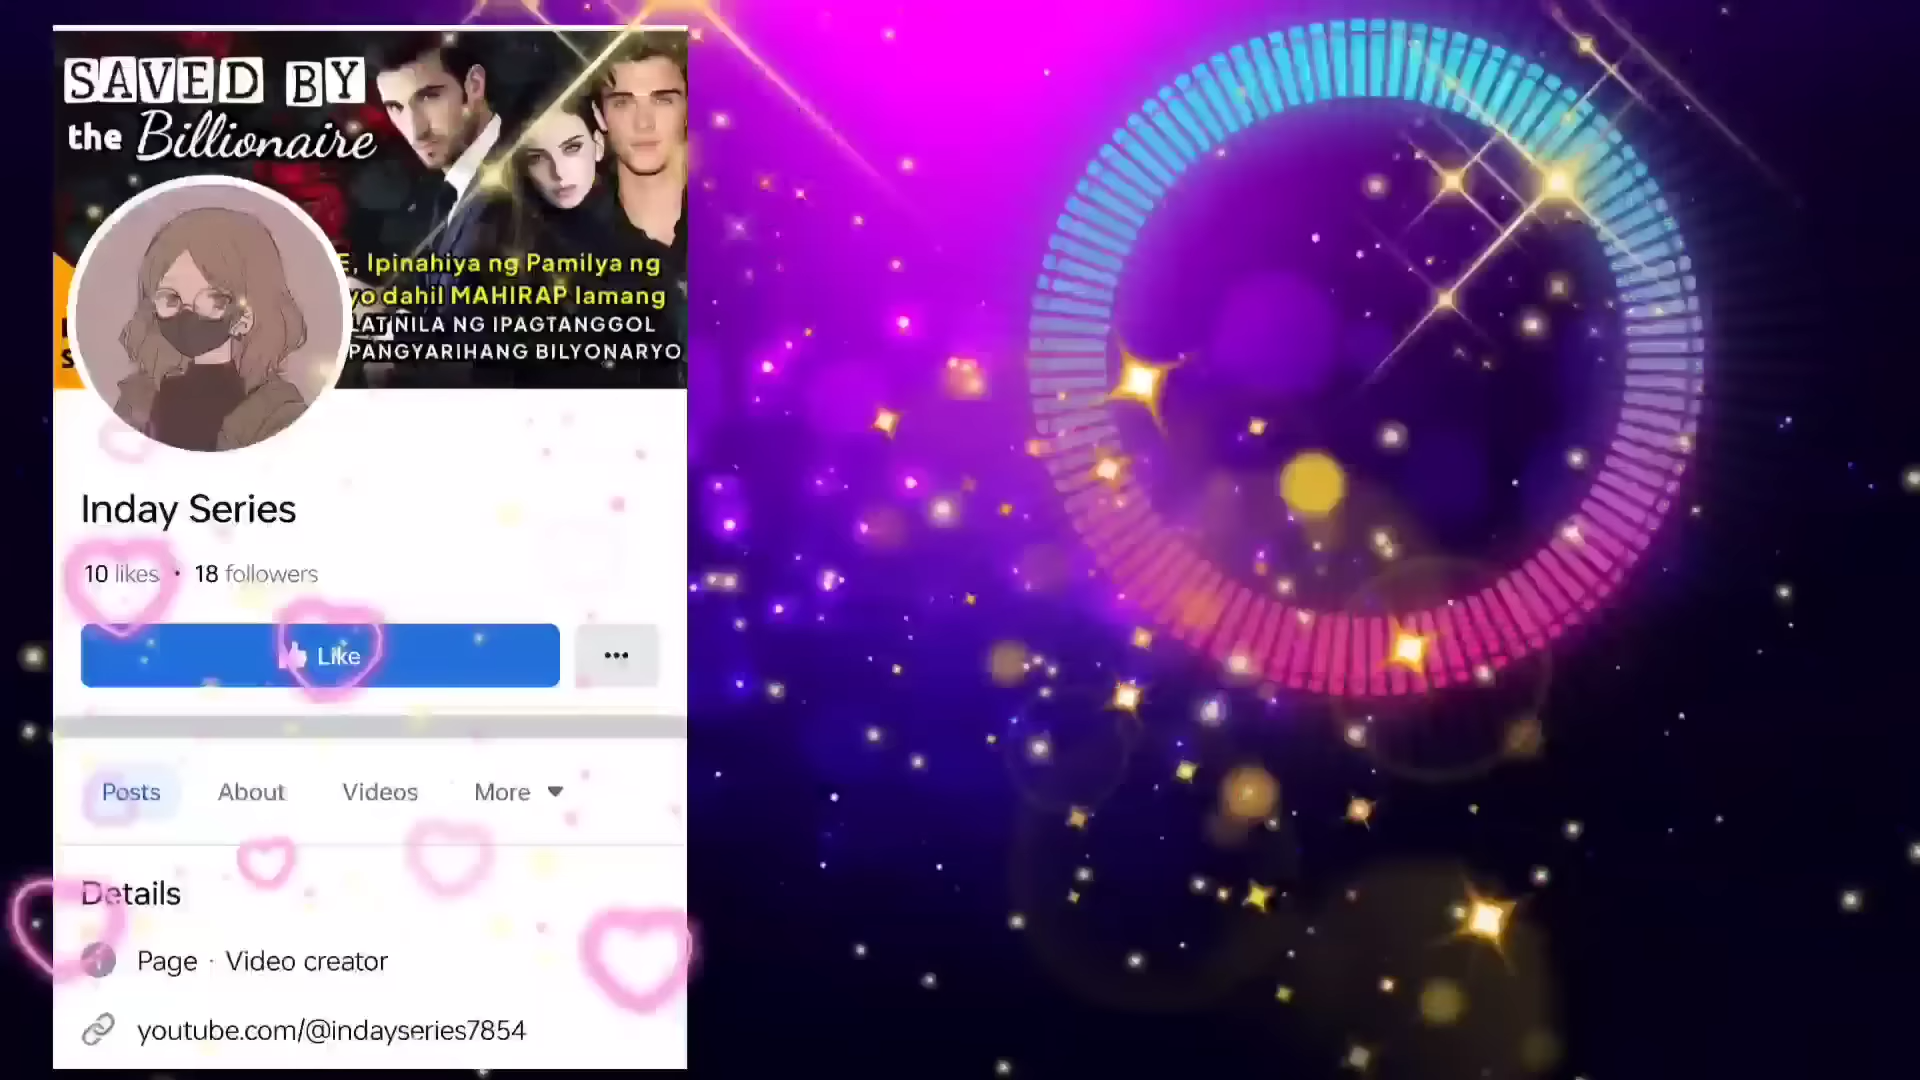 SAVED BY
the Billionaire
E, Ipinahiya ng Pamilya ng
yo dahil MAHIRAP lamang
LAT NILA NG IPAGTANGGOL
PANGYARIHANG BILYONARYO
Inday Series
10 likes · 18 followers
Like
Posts About Videos More
Details
Page · Video creator
youtube.com/@indayseries7854